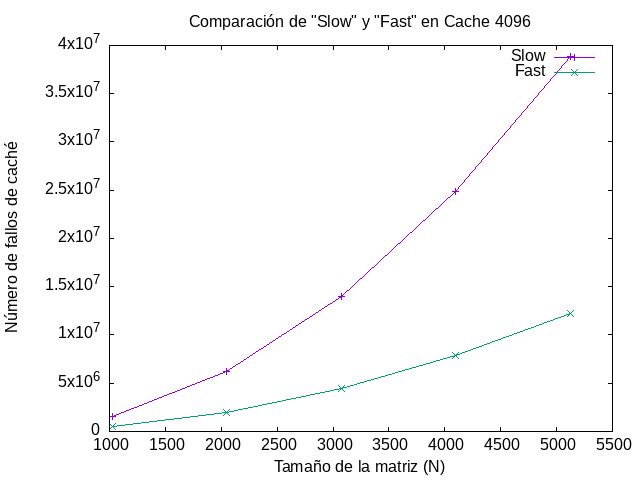 Comparación de "Slow" y "Fast" en Cache 4096
4x10^7
3.5x10^7
3x10^7
2.5x10^7
2x10^7
1.5x10^7
1x10^7
5x10^6
0
Número de fallos de caché
Slow
Fast
1000 1500 2000 2500 3000 3500 4000 4500 5000 5500
Tamaño de la matriz (N)